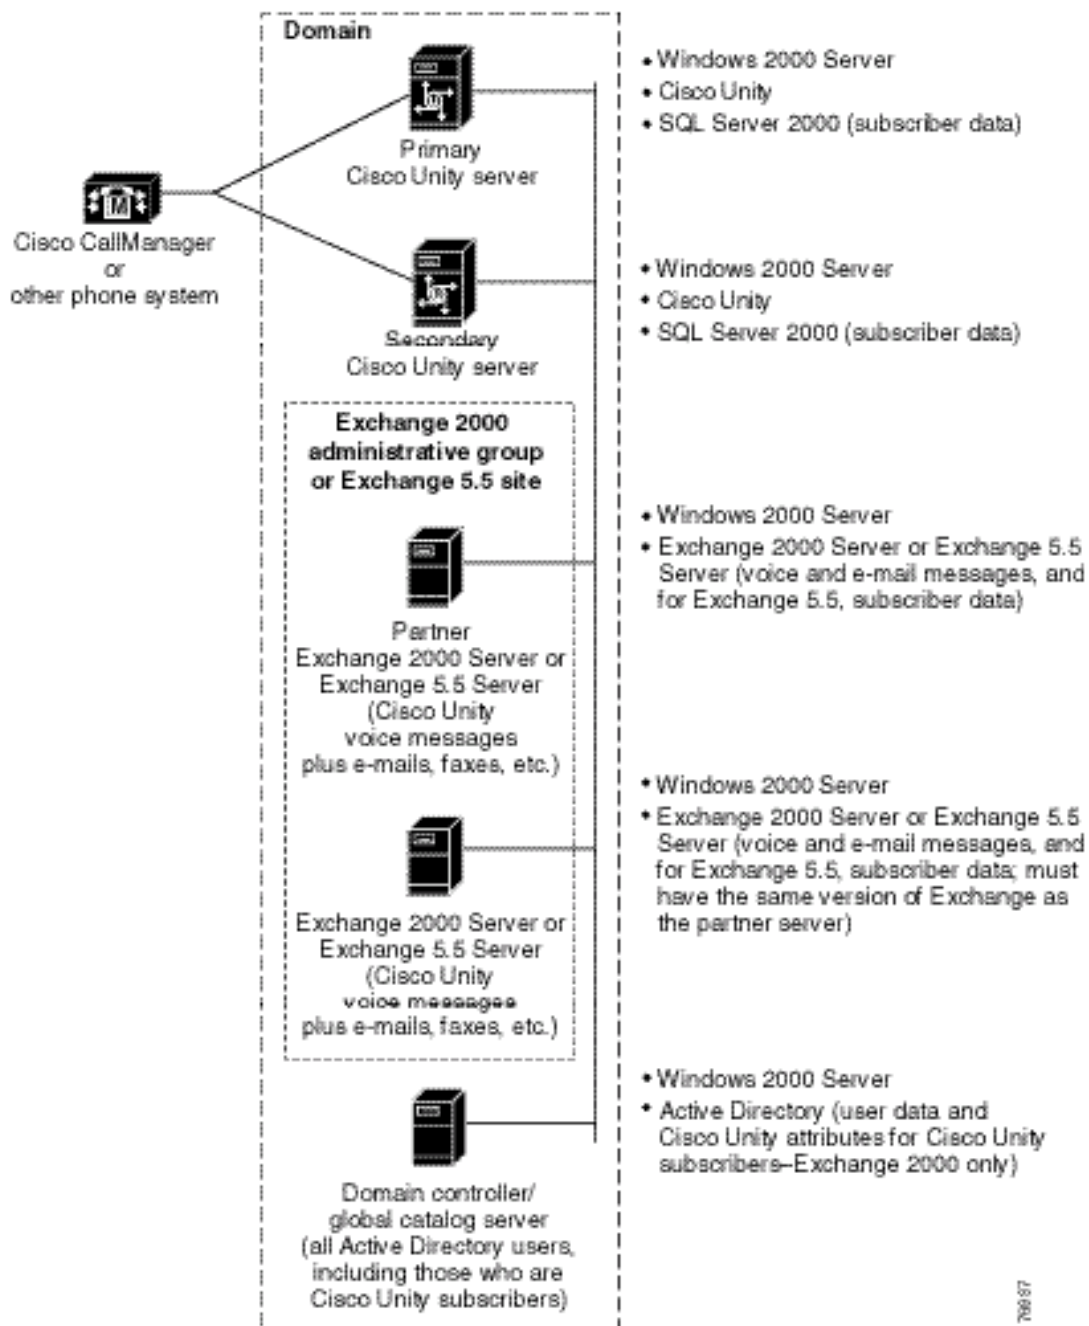 Domain
• Windows 2000 Server
• Cisco Unity
• SQL Server 2000 (subscriber data)
Primary
Cisco Unity server
M
Cisco CallManager
or
other phone system
• Windows 2000 Server
• Cisco Unity
• SQL Server 2000 (subscriber data)
Secondary
Cisco Unity server
Exchange 2000
administrative group
or Exchange 5.5 site
• Windows 2000 Server
• Exchange 2000 Server or Exchange 5.5
Server (voice and e-mail messages, and
for Exchange 5.5, subscriber data)
Partner
Exchange 2000 Server or
Exchange 5.5 Server
(Cisco Unity
voice messages
plus e-mails, faxes, etc.)
• Windows 2000 Server
• Exchange 2000 Server or Exchange 5.5
Server (voice and e-mail messages, and
for Exchange 5.5, subscriber data; must
have the same version of Exchange as
the partner server)
Exchange 2000 Server or
Exchange 5.5 Server
(Cisco Unity
voice messages
plus e-mails, faxes, etc.)
• Windows 2000 Server
• Active Directory (user data and
Cisco Unity attributes for Cisco Unity
subscribers–Exchange 2000 only)
Domain controller/
global catalog server
(all Active Directory users,
including those who are
Cisco Unity subscribers)